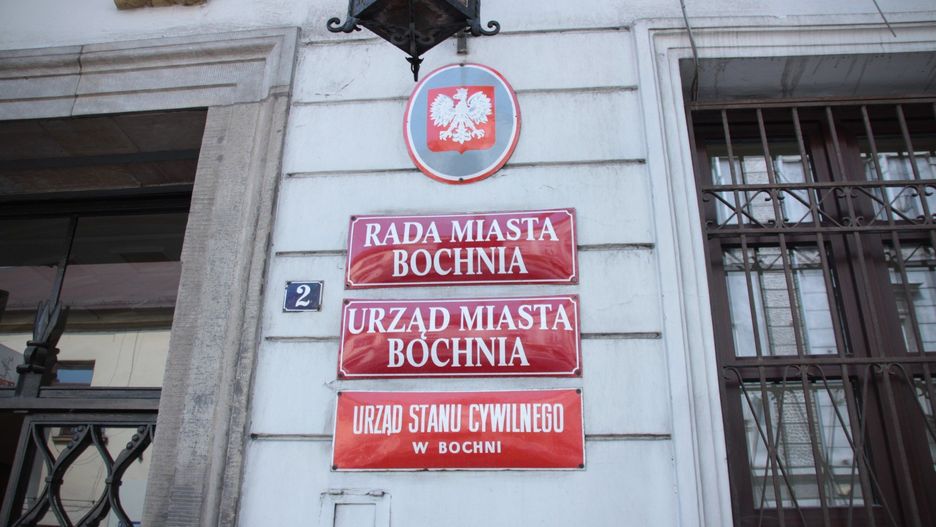 RADA MIASTA
BOCHNIA
2
URZĄD MIASTA
BOCHNIA
URZĄD STANU CYWILNEGO
W BOCHNI